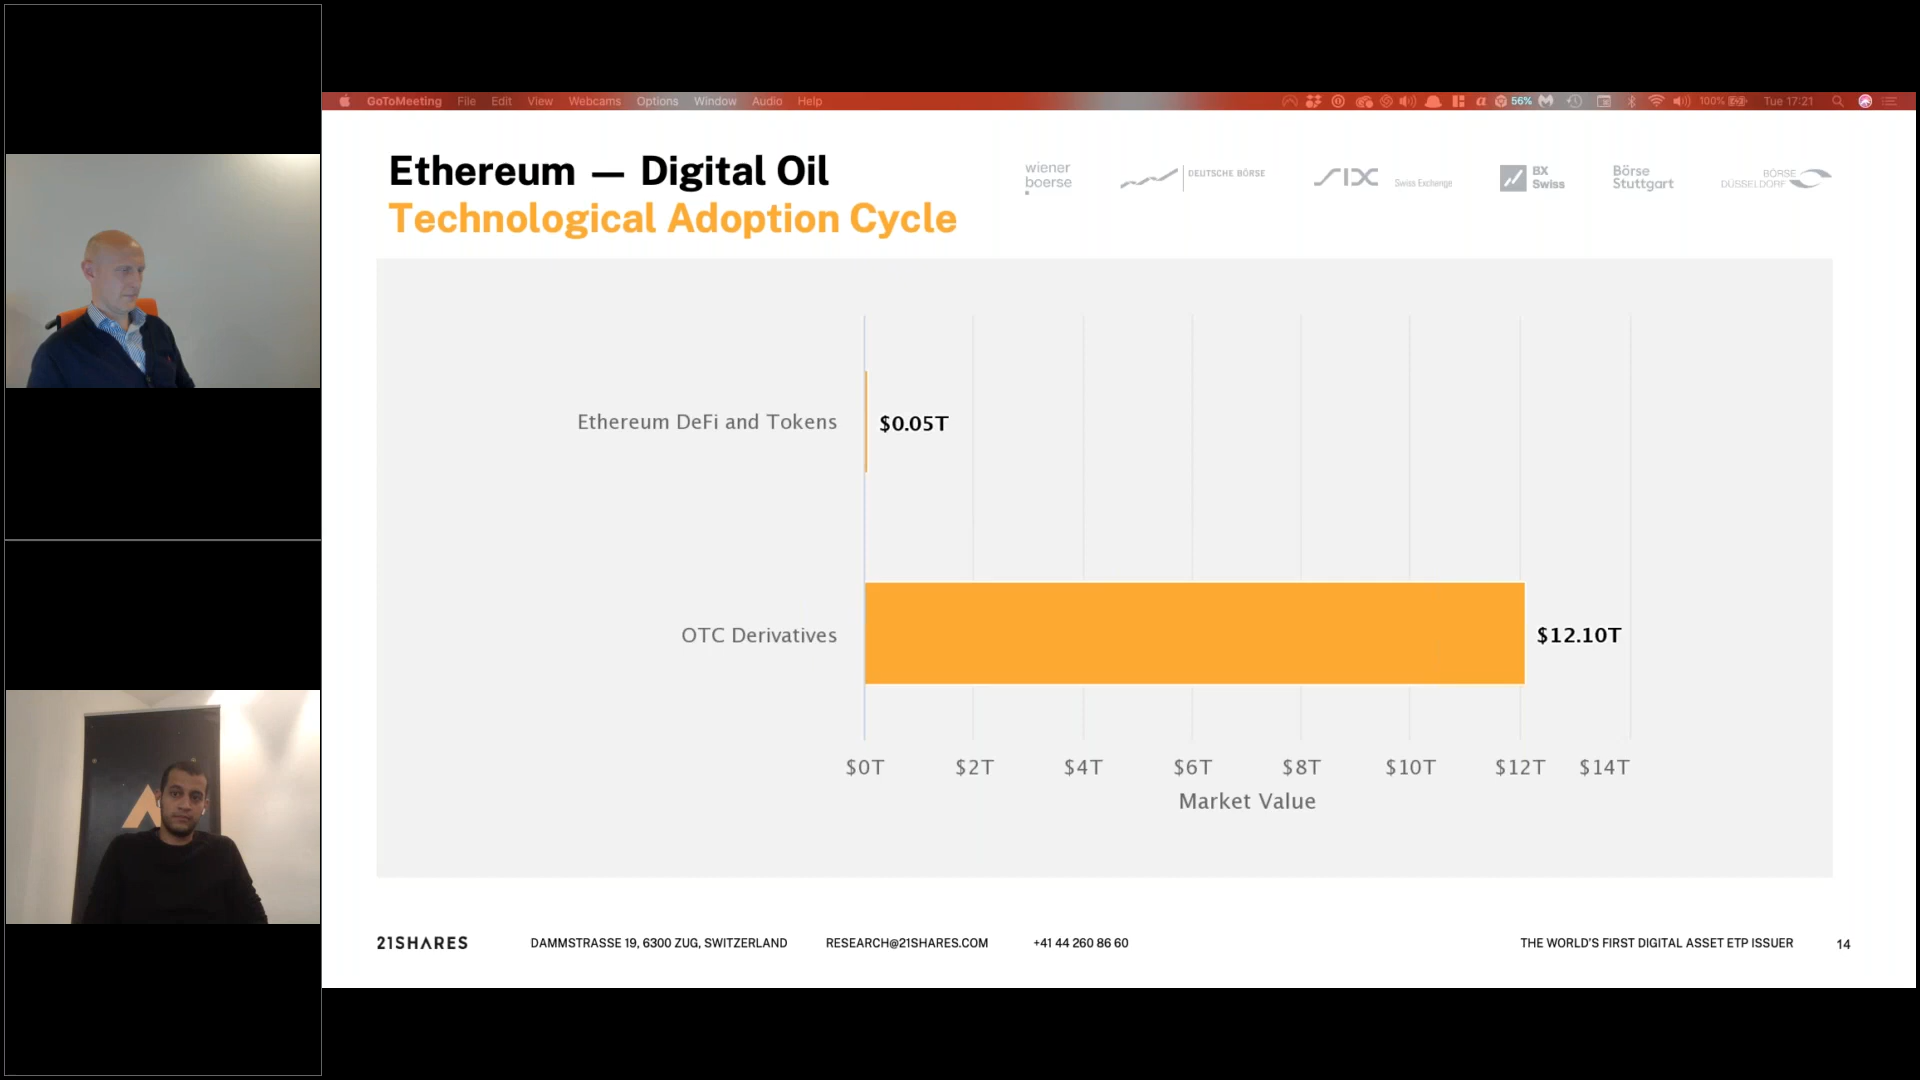 GoToMeeting File Edit View Webcams Options Window Audio Help
56% 100% Tue 17:21
Ethereum — Digital Oil
Technological Adoption Cycle
wiener
boerse
DEUTSCHE BÖRSE
SIX Swiss Exchange
BX
Swiss
Börse
Stuttgart
BÖRSE
DÜSSELDORF
Ethereum DeFi and Tokens
$0.05T
OTC Derivatives
$12.10T
$0T $2T $4T $6T $8T $10T $12T $14T
Market Value
21SHARES DAMMSTRASSE 19, 6300 ZUG, SWITZERLAND RESEARCH@21SHARES.COM +41 44 260 86 60 THE WORLD'S FIRST DIGITAL ASSET ETP ISSUER 14